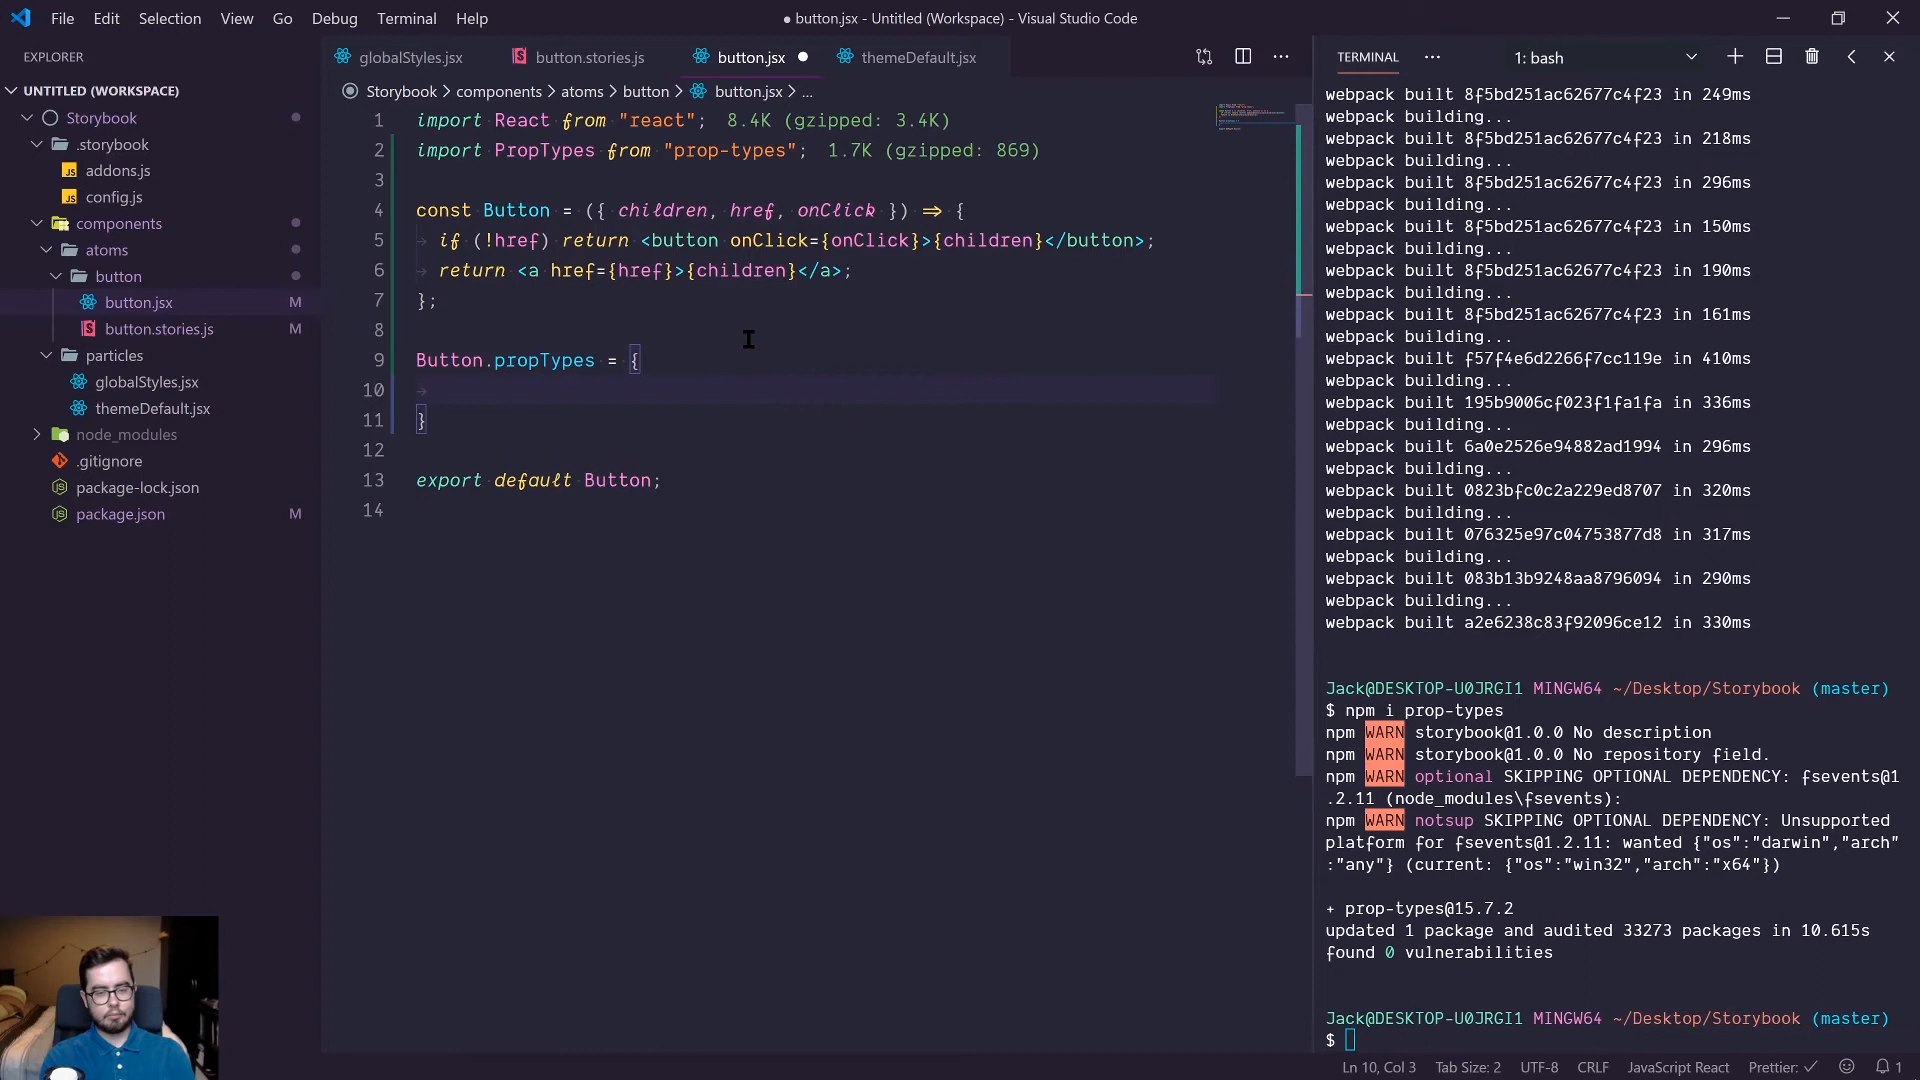 File Edit Selection View Go Debug Terminal Help
● button.jsx - Untitled (Workspace) - Visual Studio Code
EXPLORER
UNTITLED (WORKSPACE)
Storybook
.storybook
addons.js
config.js
components
atoms
button
button.jsx M
button.stories.js M
particles
globalStyles.jsx
themeDefault.jsx
node_modules
.gitignore
package-lock.json
package.json M
globalStyles.jsx button.stories.js button.jsx themeDefault.jsx
Storybook > components > atoms > button > button.jsx > ...
1 import React from "react"; 8.4K (gzipped: 3.4K)
2 import PropTypes from "prop-types"; 1.7K (gzipped: 869)
3
4 const Button = ({ children, href, onClick }) => {
5 if (!href) return <button onClick={onClick}>{children}</button>;
6 return <a href={href}>{children}</a>;
7 };
8
9 Button.propTypes = {
10
11 }
12
13 export default Button;
14
TERMINAL ... 1: bash
webpack built 8f5bd251ac62677c4f23 in 249ms
webpack building...
webpack built 8f5bd251ac62677c4f23 in 218ms
webpack building...
webpack built 8f5bd251ac62677c4f23 in 296ms
webpack building...
webpack built 8f5bd251ac62677c4f23 in 150ms
webpack building...
webpack built 8f5bd251ac62677c4f23 in 190ms
webpack building...
webpack built 8f5bd251ac62677c4f23 in 161ms
webpack building...
webpack built f57f4e6d2266f7cc119e in 410ms
webpack building...
webpack built 195b9006cf023f1fa1fa in 336ms
webpack building...
webpack built 6a0e2526e94882ad1994 in 296ms
webpack building...
webpack built 0823bfc0c2a229ed8707 in 320ms
webpack building...
webpack built 076325e97c04753877d8 in 317ms
webpack building...
webpack built 083b13b9248aa8796094 in 290ms
webpack building...
webpack built a2e6238c83f92096ce12 in 330ms
Jack@DESKTOP-U0JRGI1 MINGW64 ~/Desktop/Storybook (master)
$ npm i prop-types
npm WARN storybook@1.0.0 No description
npm WARN storybook@1.0.0 No repository field.
npm WARN optional SKIPPING OPTIONAL DEPENDENCY: fsevents@1
.2.11 (node_modules\fsevents):
npm WARN notsup SKIPPING OPTIONAL DEPENDENCY: Unsupported
platform for fsevents@1.2.11: wanted {"os":"darwin","arch"
:"any"} (current: {"os":"win32","arch":"x64"})
+ prop-types@15.7.2
updated 1 package and audited 33273 packages in 10.615s
found 0 vulnerabilities
Jack@DESKTOP-U0JRGI1 MINGW64 ~/Desktop/Storybook (master)
$
Ln 10, Col 3 Tab Size: 2 UTF-8 CRLF JavaScript React Prettier: ✓ 1